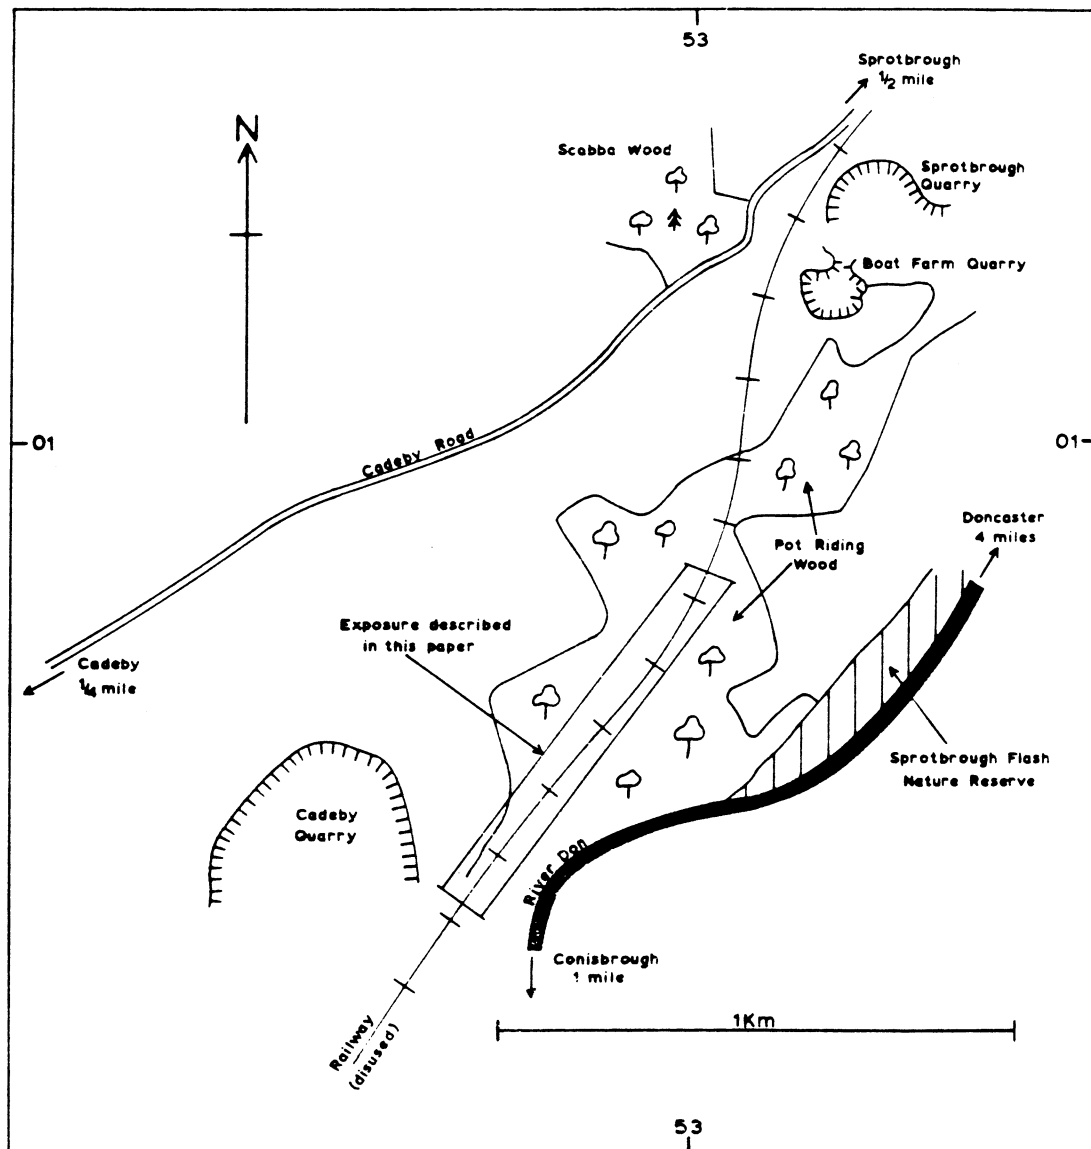 53
Sprotbrough
1/2 mile
N
Scabba Wood
Sprotbrough
Quarry
Boat Farm Quarry
01
01
Cadeby Road
Doncaster
4 miles
Pot Riding
Wood
Exposure described
in this paper
Cadeby
1/4 mile
Sprotbrough Flash
Nature Reserve
Cadeby
Quarry
River Don
Conisbrough
1 mile
1Km
Railway
(disused)
53